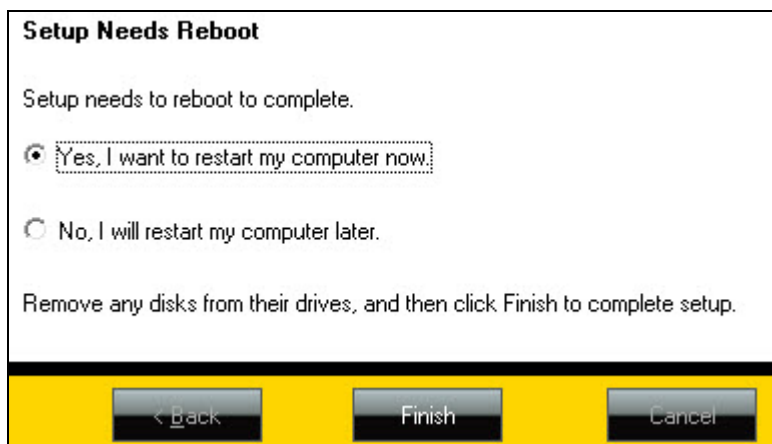 Setup Needs Reboot
Setup needs to reboot to complete.
Yes, I want to restart my computer now.
No, I will restart my computer later.
Remove any disks from their drives, and then click Finish to complete setup.
< Back Finish Cancel